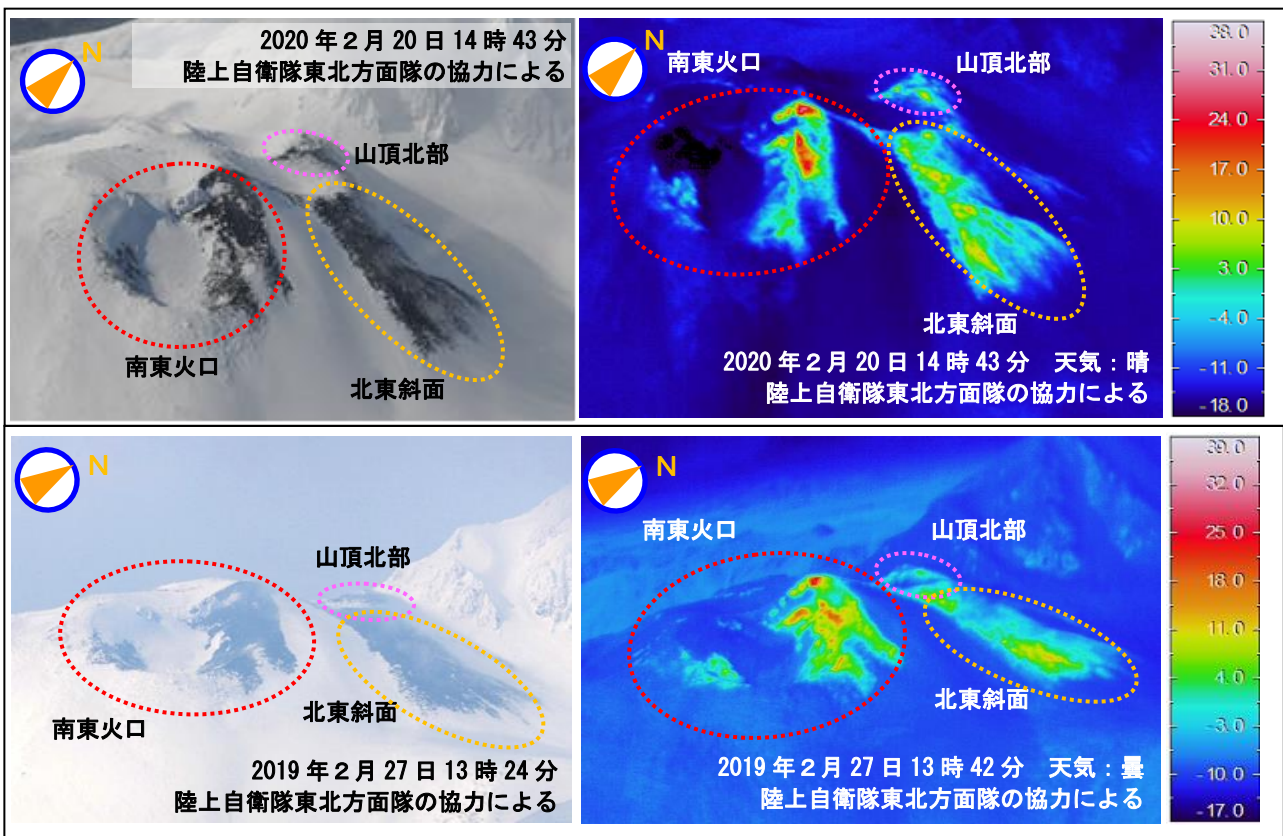 N
2020年2月20日14時43分
陸上自衛隊東北方面隊の協力による
山頂北部
南東火口
北東斜面
N
南東火口
山頂北部
北東斜面
2020年2月20日14時43分 天気:晴
陸上自衛隊東北方面隊の協力による
38.0
31.0
24.0
17.0
10.0
3.0
-4.0
-11.0
-18.0
N
山頂北部
南東火口
北東斜面
2019年2月27日13時24分
陸上自衛隊東北方面隊の協力による
N
南東火口
山頂北部
北東斜面
2019年2月27日13時42分 天気:曇
陸上自衛隊東北方面隊の協力による
39.0
32.0
25.0
18.0
11.0
4.0
-3.0
-10.0
-17.0